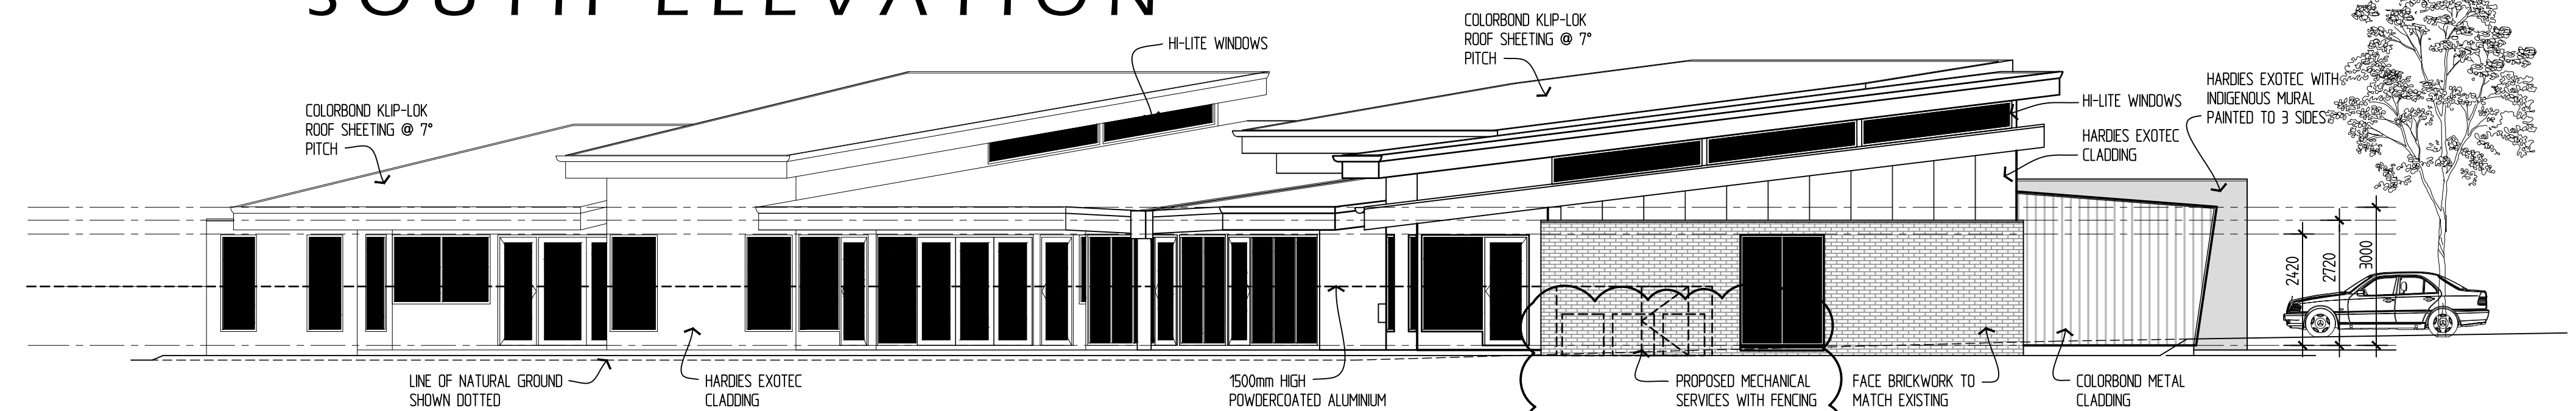 SOUTH ELEVATION
COLORBOND KLIP-LOK
ROOF SHEETING @ 7°
PITCH
HI-LITE WINDOWS
COLORBOND KLIP-LOK
ROOF SHEETING @ 7°
PITCH
HI-LITE WINDOWS
HARDIES EXOTEC
CLADDING
HARDIES EXOTEC WITH
INDIGENOUS MURAL
PAINTED TO 3 SIDES
2420
2720
3000
LINE OF NATURAL GROUND
SHOWN DOTTED
HARDIES EXOTEC
CLADDING
1500mm HIGH
POWDERCOATED ALUMINIUM
PROPOSED MECHANICAL
SERVICES WITH FENCING
FACE BRICKWORK TO
MATCH EXISTING
COLORBOND METAL
CLADDING